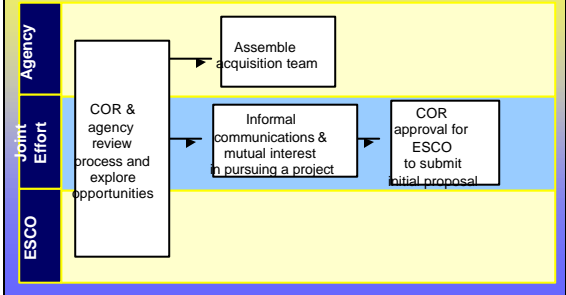 Agency
Assemble
acquisition team
COR &
agency
review
process and
explore
opportunities
Joint
Effort
Informal
communications &
mutual interest
in pursuing a project
COR
approval for
ESCO
to submit
initial proposal
ESCO